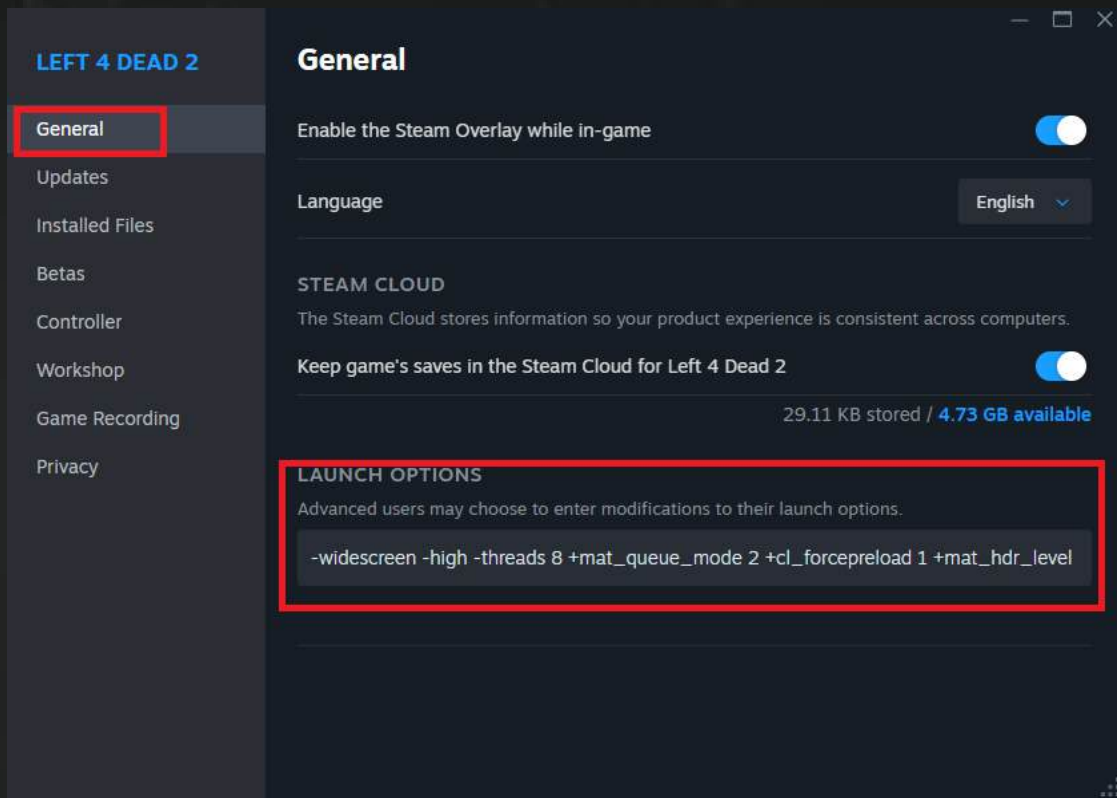 LEFT 4 DEAD 2
General
Updates
Installed Files
Betas
Controller
Workshop
Game Recording
Privacy
General
Enable the Steam Overlay while in-game
Language
English
STEAM CLOUD
The Steam Cloud stores information so your product experience is consistent across computers.
Keep game's saves in the Steam Cloud for Left 4 Dead 2
29.11 KB stored / 4.73 GB available
LAUNCH OPTIONS
Advanced users may choose to enter modifications to their launch options.
-widescreen -high -threads 8 +mat_queue_mode 2 +cl_forcepreload 1 +mat_hdr_level